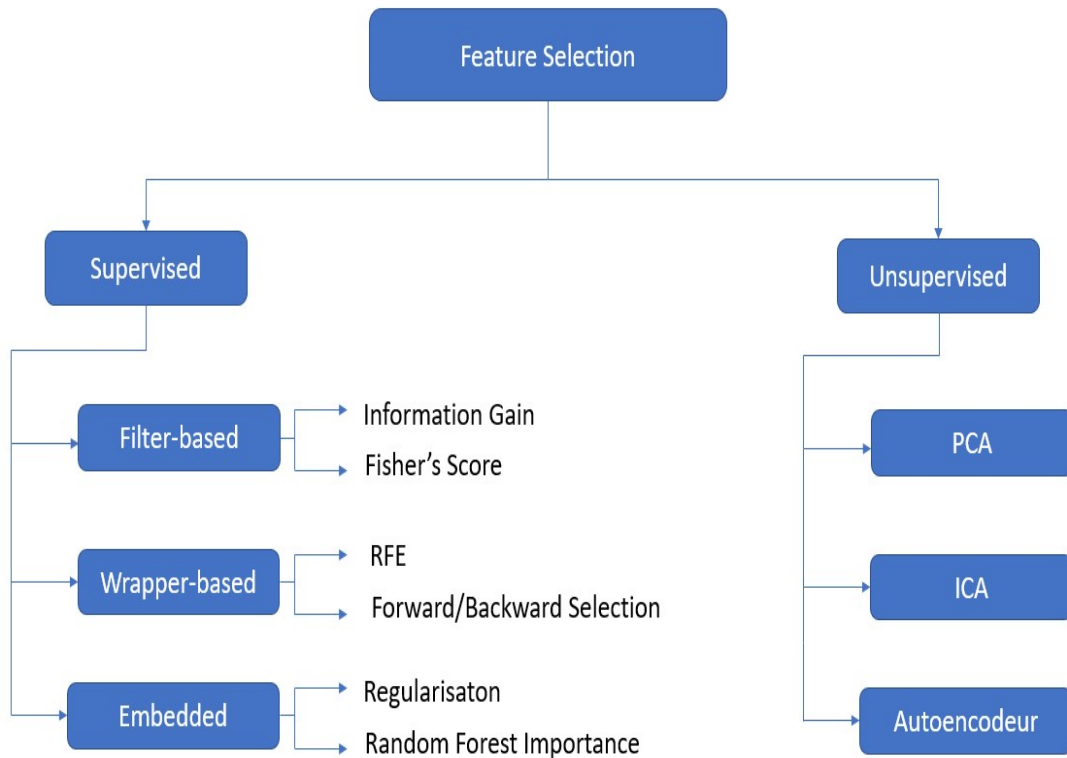 Feature Selection
Supervised
Unsupervised
Filter-based
Information Gain
Fisher's Score
Wrapper-based
RFE
Forward/Backward Selection
Embedded
Regularisaton
Random Forest Importance
PCA
ICA
Autoencodeur